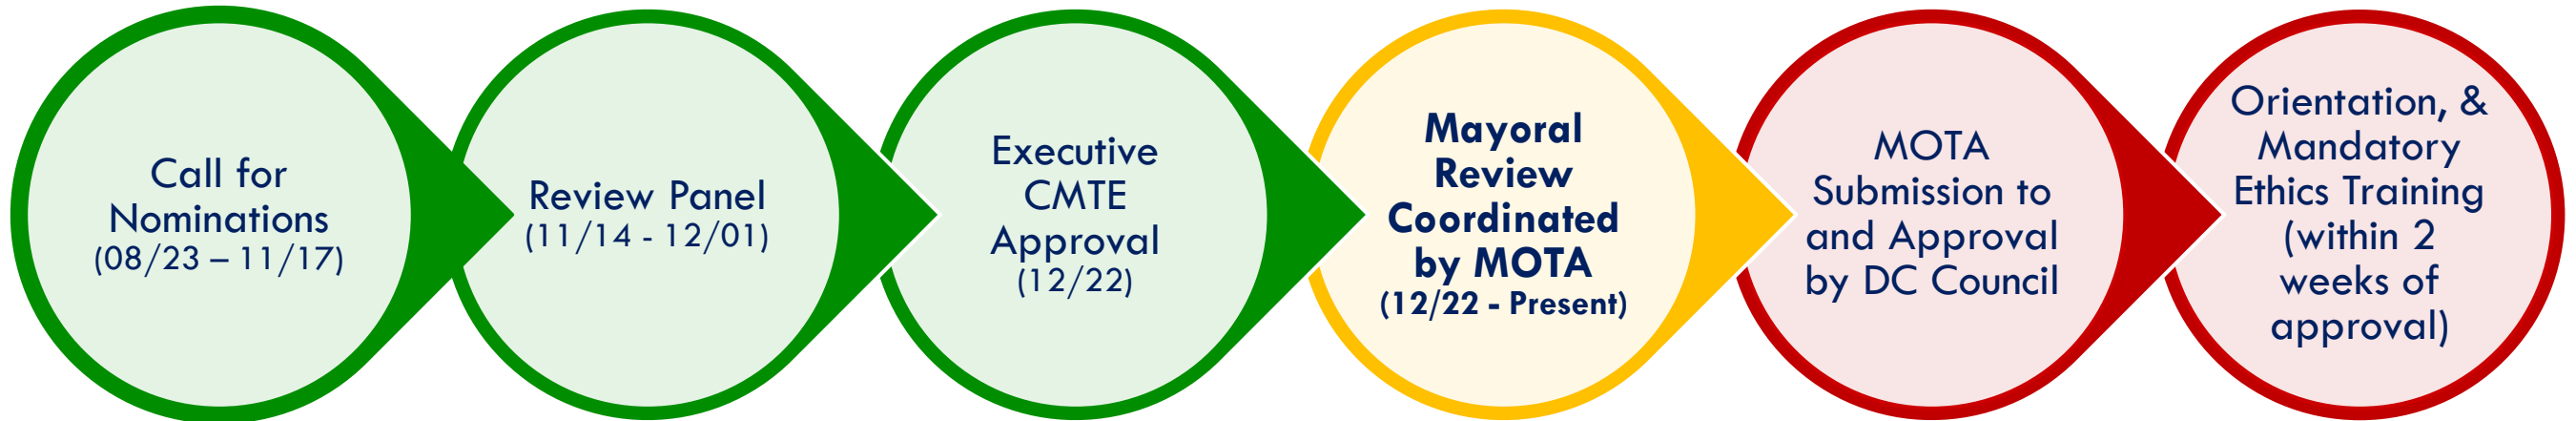 Call for
Nominations
(08/23 – 11/17)
Review Panel
(11/14 - 12/01)
Executive
CMTE
Approval
(12/22)
Mayoral
Review
Coordinated
by MOTA
(12/22 - Present)
MOTA
Submission to
and Approval
by DC Council
Orientation, &
Mandatory
Ethics Training
(within 2
weeks of
approval)